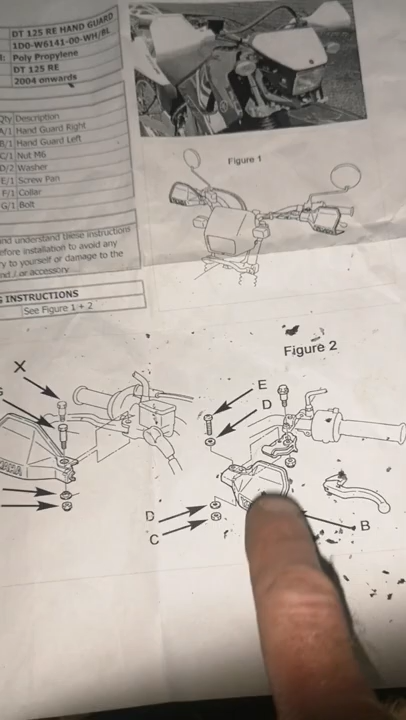 DT 125 RE HAND GUARD
1D0-W6141-00-WH/BL
Poly Propylene
DT 125 RE
2004 onwards
Qty Description
A/1 Hand Guard Right
B/1 Hand Guard Left
C/1 Nut M6
D/2 Washer
E/1 Screw Pan
F/1 Collar
G/1 Bolt
and understand these instructions
before installation to avoid any
ry to yourself or damage to the
nd / or accessory
G INSTRUCTIONS
See Figure 1 + 2
Figure 1
Figure 2
X
E
D
D
C
B